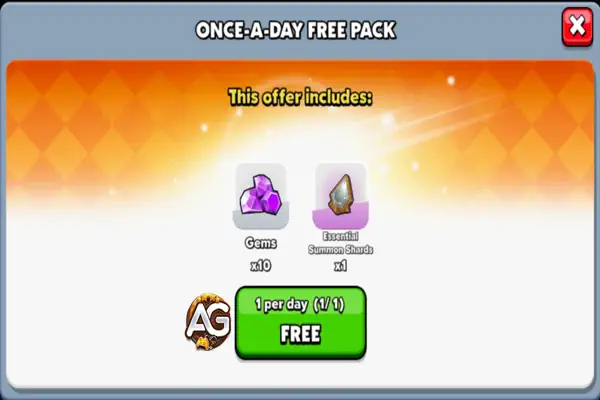 ONCE-A-DAY FREE PACK
X
This offer includes:
Gems
x10
Essential
Summon Shards
x1
AG
1 per day (1/1)
FREE